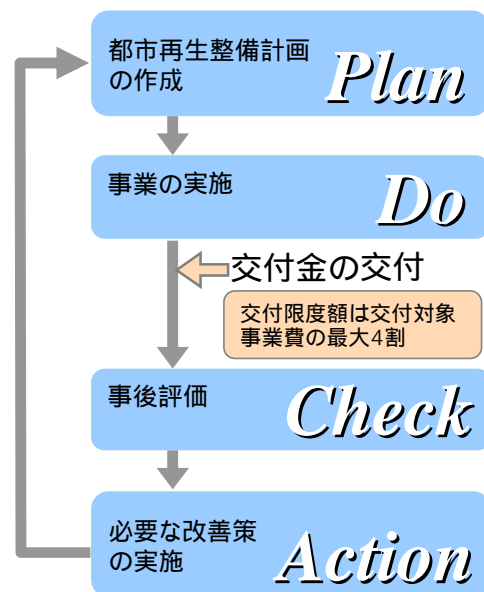 都市再生整備計画
の作成
Plan
事業の実施
Do
交付金の交付
交付限度額は交付対象
事業費の最大4割
事後評価
Check
必要な改善策
の実施
Action